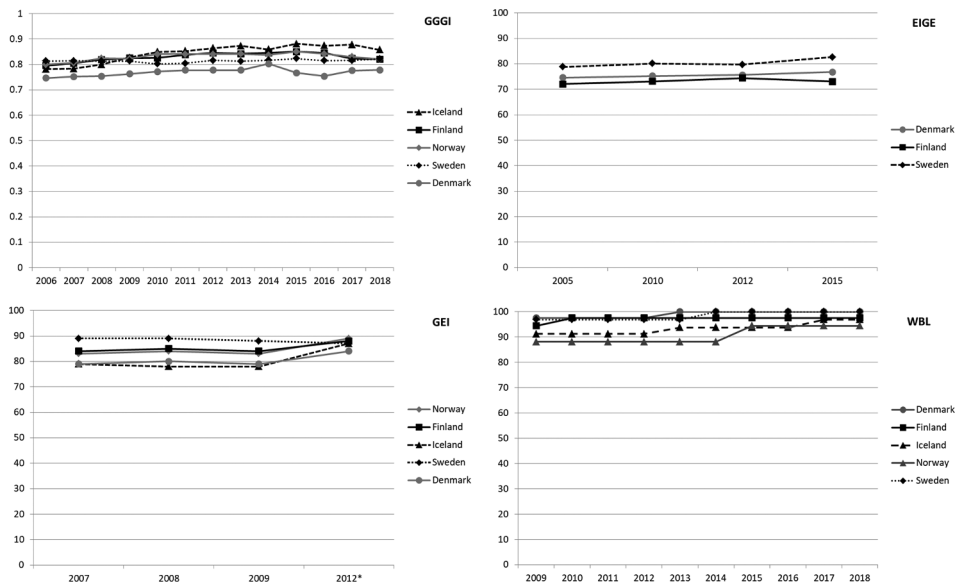 GGGI
1
0.9
0.8
0.7
0.6
0.5
0.4
0.3
0.2
0.1
0
2006 2007 2008 2009 2010 2011 2012 2013 2014 2015 2016 2017 2018
Iceland
Finland
Norway
Sweden
Denmark
EIGE
100
90
80
70
60
50
40
30
20
10
0
2005 2010 2012 2015
Denmark
Finland
Sweden
GEI
100
90
80
70
60
50
40
30
20
10
0
2007 2008 2009 2012*
Norway
Finland
Iceland
Sweden
Denmark
WBL
100
90
80
70
60
50
40
30
20
10
0
2009 2010 2011 2012 2013 2014 2015 2016 2017 2018
Denmark
Finland
Iceland
Norway
Sweden